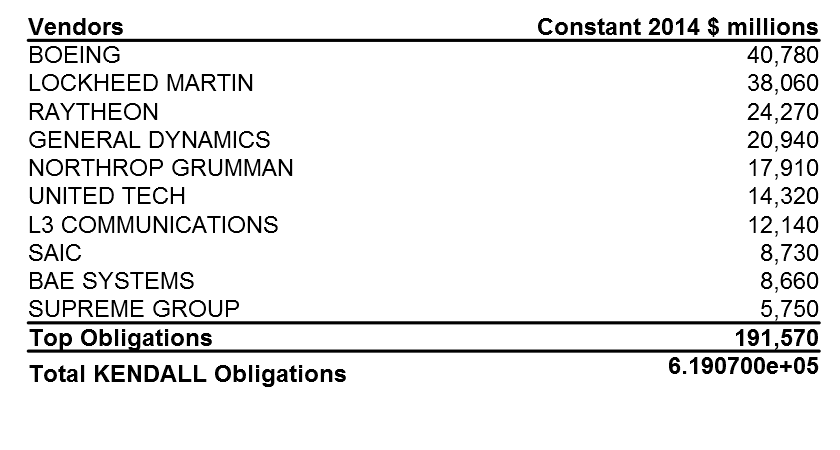 Vendors Constant 2014 $ millions
BOEING 40,780
LOCKHEED MARTIN 38,060
RAYTHEON 24,270
GENERAL DYNAMICS 20,940
NORTHROP GRUMMAN 17,910
UNITED TECH 14,320
L3 COMMUNICATIONS 12,140
SAIC 8,730
BAE SYSTEMS 8,660
SUPREME GROUP 5,750
Top Obligations 191,570
Total KENDALL Obligations 6.190700e+05